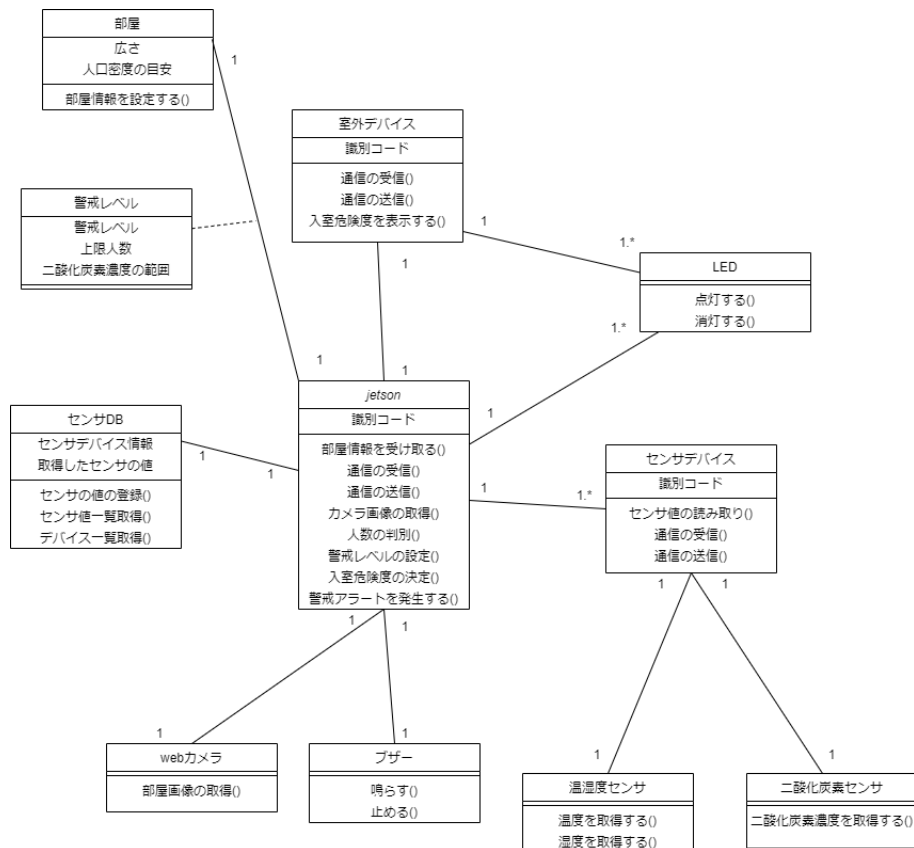 部屋
広さ
人口密度の目安
部屋情報を設定する()
1
室外デバイス
識別コード
通信の受信()
通信の送信()
入室危険度を表示する()
1
1.*
1
警戒レベル
警戒レベル
上限人数
二酸化炭素濃度の範囲
LED
点灯する()
消灯する()
1.*
1
1
1
jetson
識別コード
部屋情報を受け取る()
通信の受信()
通信の送信()
カメラ画像の取得()
人数の判別()
警戒レベルの設定()
入室危険度の決定()
警戒アラートを発生する()
センサDB
センサデバイス情報
取得したセンサの値
センサの値の登録()
センサ値一覧取得()
デバイス一覧取得()
1
1
1
1.*
センサデバイス
識別コード
センサ値の読み取り()
通信の受信()
通信の送信()
1
1
1
1
1
1
webカメラ
部屋画像の取得()
ブザー
鳴らす()
止める()
1
1
温湿度センサ
温度を取得する()
湿度を取得する()
二酸化炭素センサ
二酸化炭素濃度を取得する()